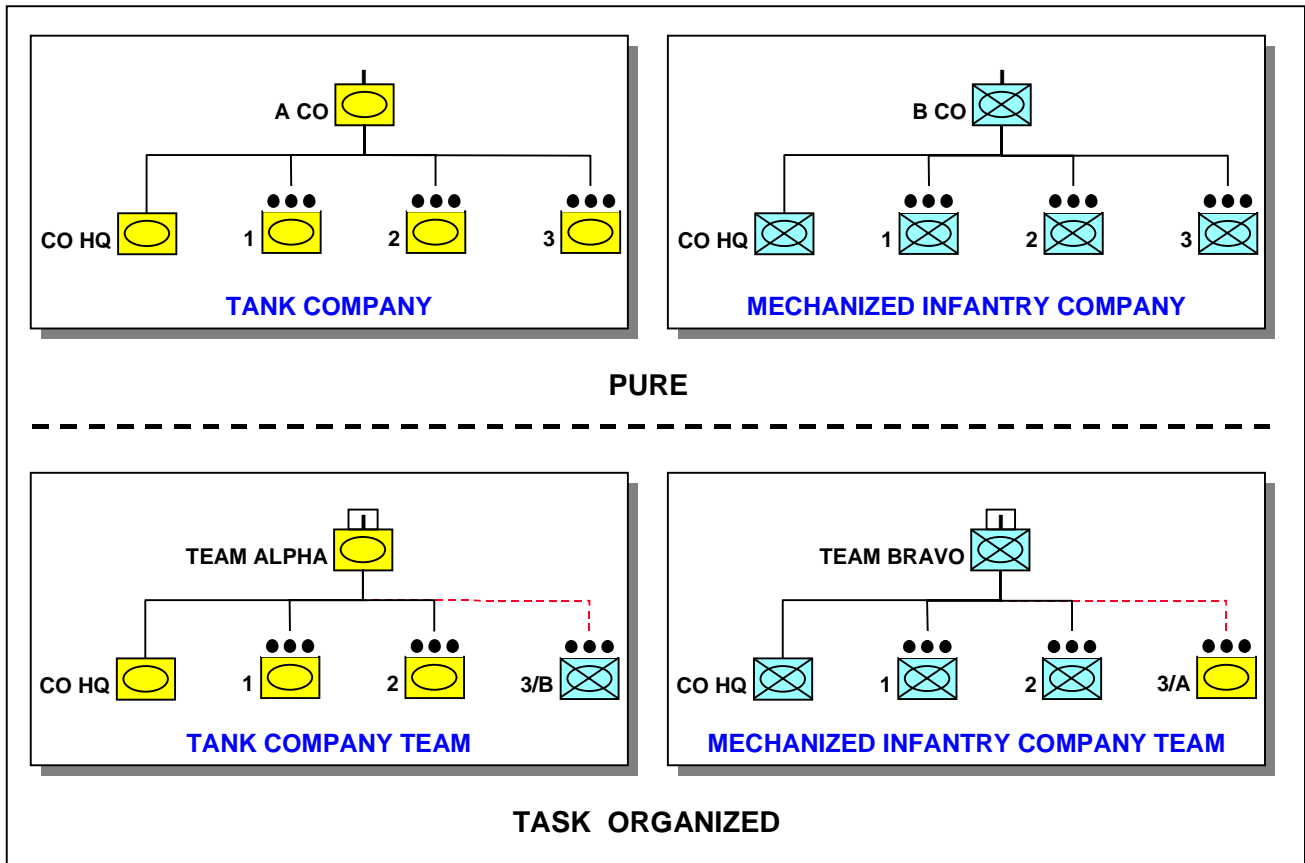 A CO
CO HQ 1 2 3
TANK COMPANY
B CO
CO HQ 1 2 3
MECHANIZED INFANTRY COMPANY
PURE
TEAM ALPHA
CO HQ 1 2 3/B
TANK COMPANY TEAM
TEAM BRAVO
CO HQ 1 2 3/A
MECHANIZED INFANTRY COMPANY TEAM
TASK ORGANIZED